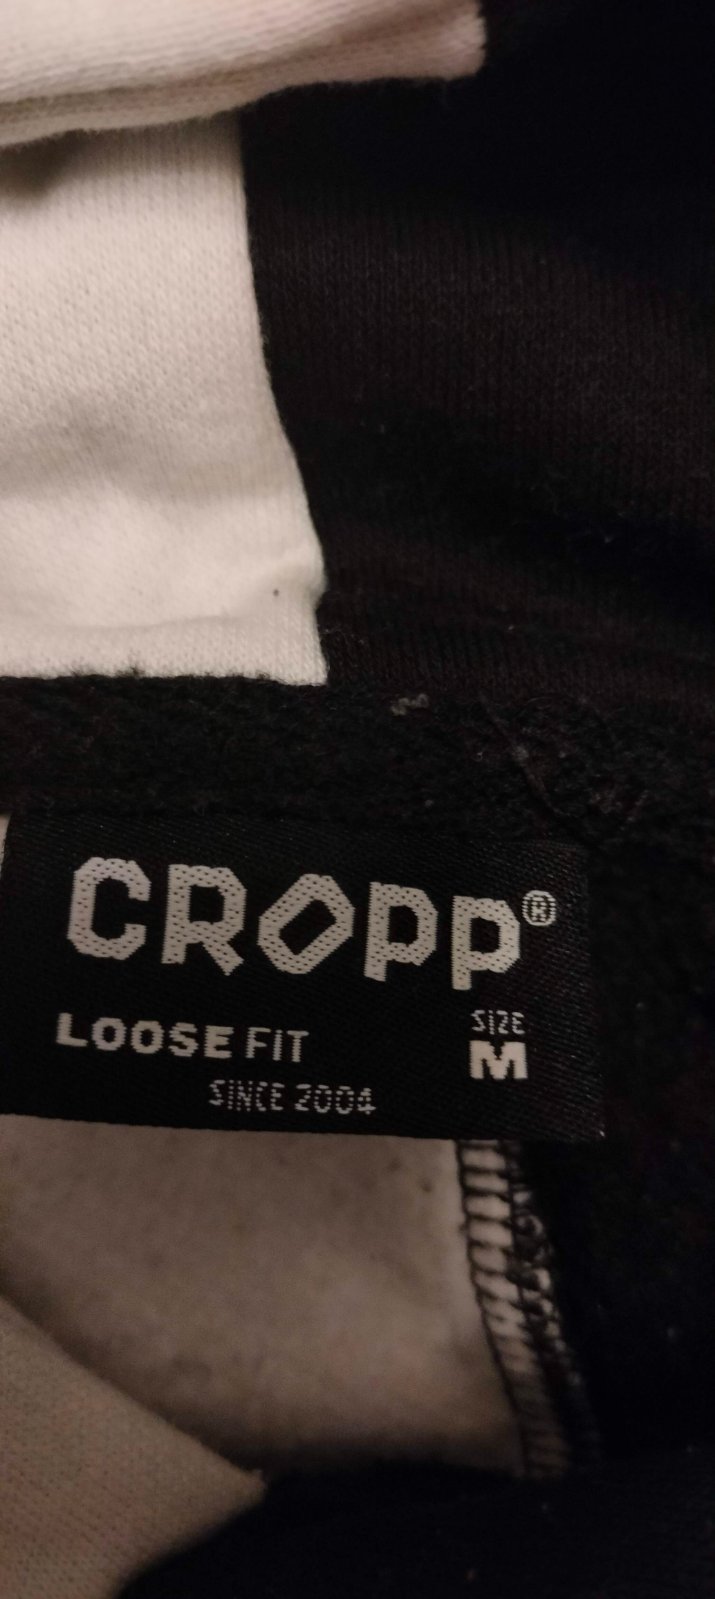 CROPP®
LOOSE FIT
SIZE
M
SINCE 2004